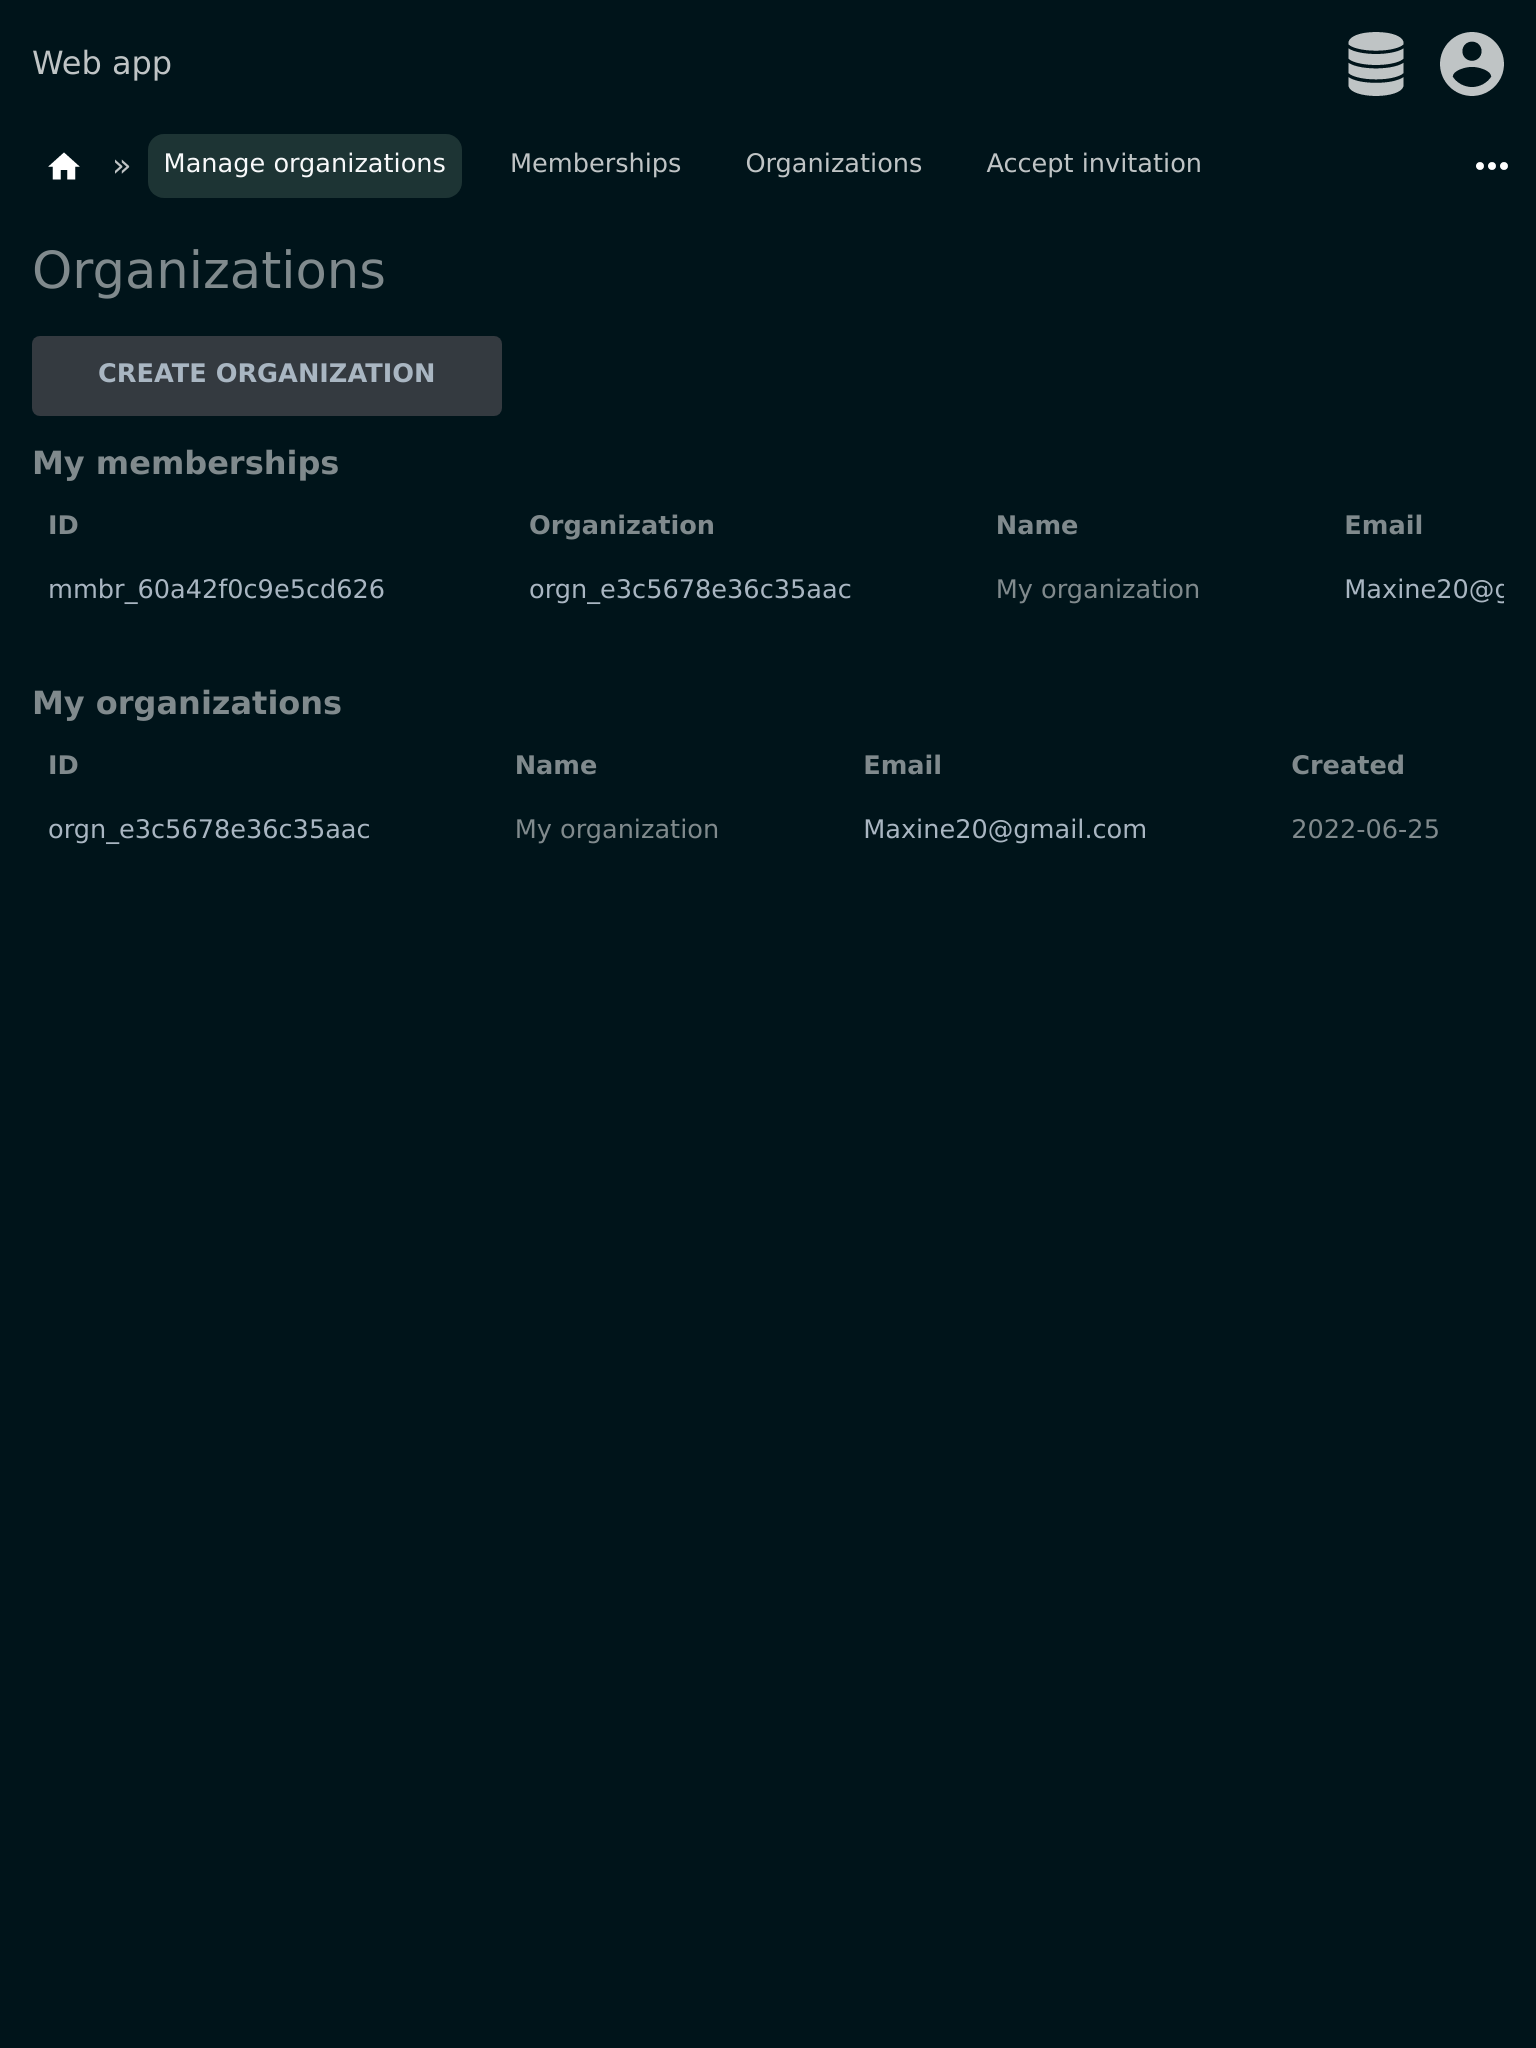 Web app
» Manage organizations Memberships Organizations Accept invitation
Organizations
CREATE ORGANIZATION
My memberships
ID Organization Name Email
mmbr_60a42f0c9e5cd626 orgn_e3c5678e36c35aac My organization Maxine20@g
My organizations
ID Name Email Created
orgn_e3c5678e36c35aac My organization Maxine20@gmail.com 2022-06-25